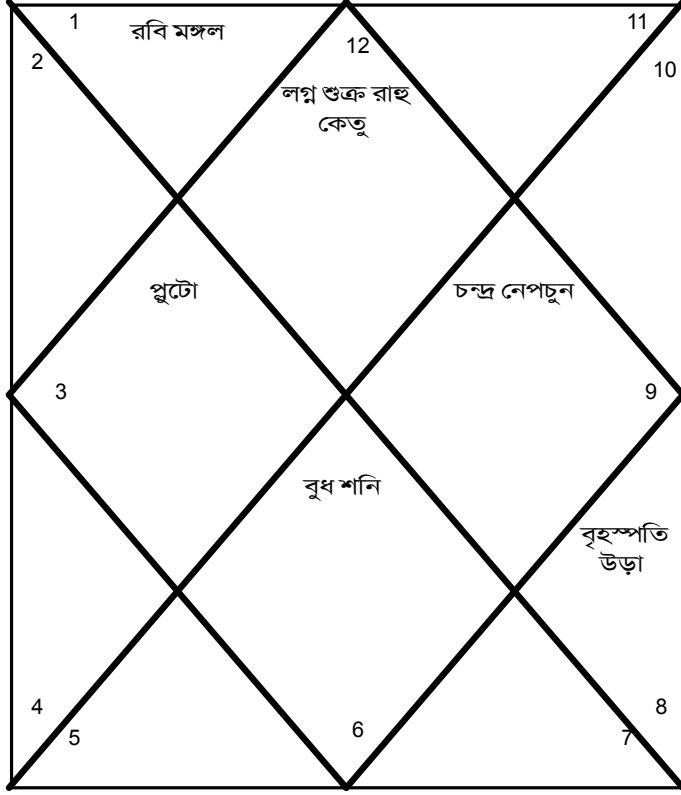 1
রবি মঙ্গল
12
11
2
10
লগ্ন শুক্র রাহু
কেতু
প্লুটো
চন্দ্র নেপচুন
3
9
বুধ শনি
বৃহস্পতি
উড়া
4
5
6
7
8